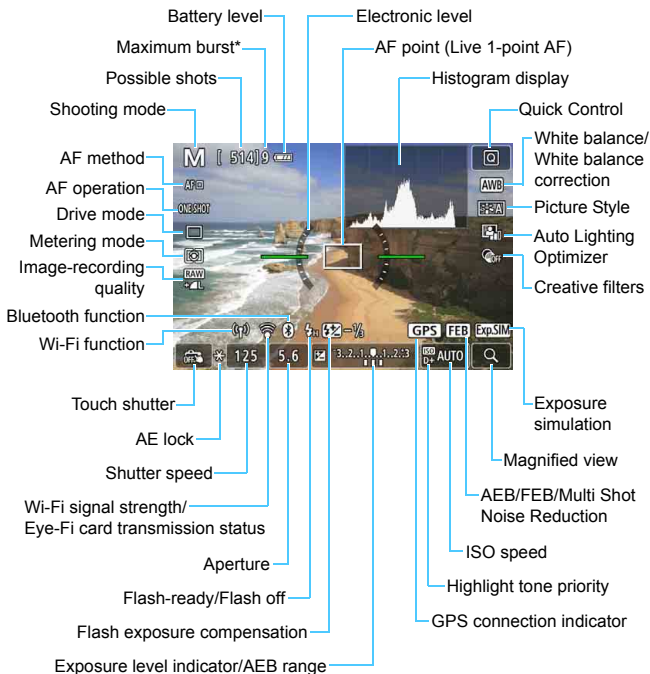 Battery level
Electronic level
Maximum burst*
AF point (Live 1-point AF)
Possible shots
Histogram display
Shooting mode
Quick Control
M [ 514] 9
Q
White balance/
White balance
correction
AF method
AF
AWB
AF operation
ONE SHOT
Picture Style
A
Drive mode
Metering mode
Auto Lighting
Optimizer
Image-recording
quality
RAW
+L
OFF
Creative filters
Bluetooth function
Wi-Fi function
N
-1/3
GPS FEB Exp.SIM
OFF
* 125 5.6 3..2..1..0..1..2.:3 ISO D+ AUTO
Touch shutter
Exposure
simulation
AE lock
Magnified view
Shutter speed
AEB/FEB/Multi Shot
Noise Reduction
Wi-Fi signal strength/
Eye-Fi card transmission status
ISO speed
Aperture
Highlight tone priority
Flash-ready/Flash off
GPS connection indicator
Flash exposure compensation
Exposure level indicator/AEB range